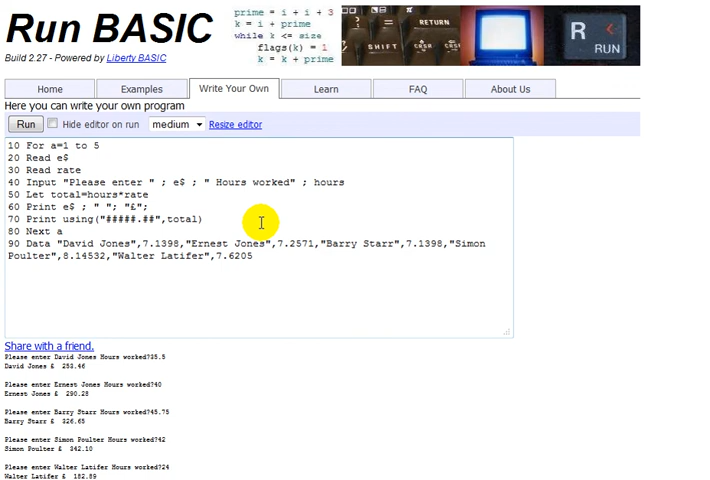 Run BASIC
Build 2.27 - Powered by Liberty BASIC
prime = i + i + 3
k = i + prime
while k <= size
flags(k) = 1
k = k + prime
RETURN
SHIFT CRSR CRSR
R RUN
Home Examples Write Your Own Learn FAQ About Us
Here you can write your own program
Run Hide editor on run medium Resize editor
10 For a=1 to 5
20 Read e$
30 Read rate
40 Input "Please enter " ; e$ ; " Hours worked" ; hours
50 Let total=hours*rate
60 Print e$ ; " "; "£";
70 Print using("#####.##",total)
80 Next a
90 Data "David Jones",7.1398,"Ernest Jones",7.2571,"Barry Starr",7.1398,"Simon
Poulter",8.14532,"Walter Latifer",7.6205
Share with a friend.
Please enter David Jones Hours worked?35.5
David Jones £ 253.46
Please enter Ernest Jones Hours worked?40
Ernest Jones £ 290.28
Please enter Barry Starr Hours worked?45.75
Barry Starr £ 326.65
Please enter Simon Poulter Hours worked?42
Simon Poulter £ 342.10
Please enter Walter Latifer Hours worked?24
Walter Latifer £ 182.89